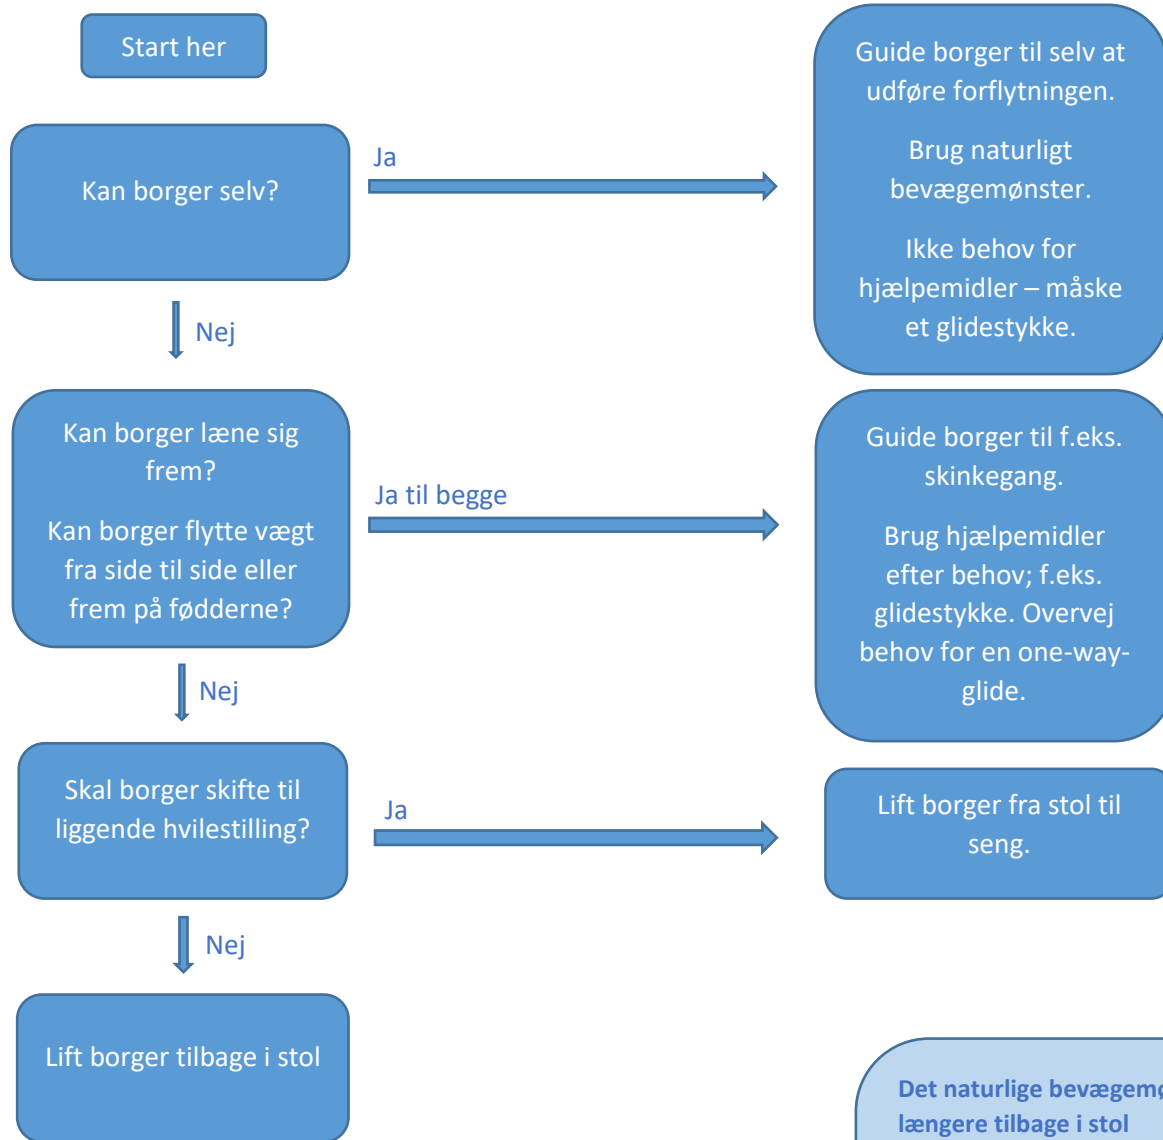 Start her
Kan borger selv?
Ja
Guide borger til selv at
udføre forflytningen.
Brug naturligt
bevægemønster.
Ikke behov for
hjælpemidler – måske
et glidestykke.
Nej
Kan borger læne sig
frem?
Kan borger flytte vægt
fra side til side eller
frem på fødderne?
Ja til begge
Guide borger til f.eks.
skinkegang.
Brug hjælpemidler
efter behov; f.eks.
glidestykke. Overvej
behov for en one-way-
glide.
Nej
Skal borger skifte til
liggende hvilestilling?
Ja
Lift borger fra stol til
seng.
Nej
Lift borger tilbage i stol
Det naturlige
længere tilbage i stol